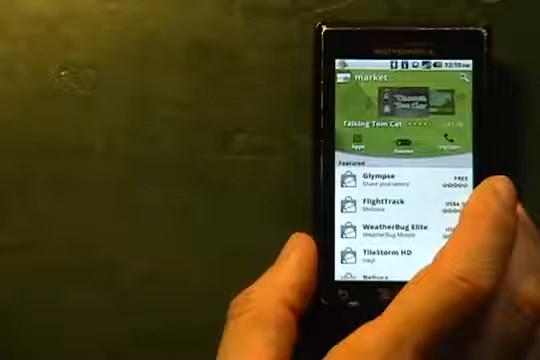 MOTOROLA
market
Talking Tom Cat
Apps
Games
Featured
Glympse
FREE
Share your where
FlightTrack
Mobiata
WeatherBug Elite
WeatherBug Mobile
TileStorm HD